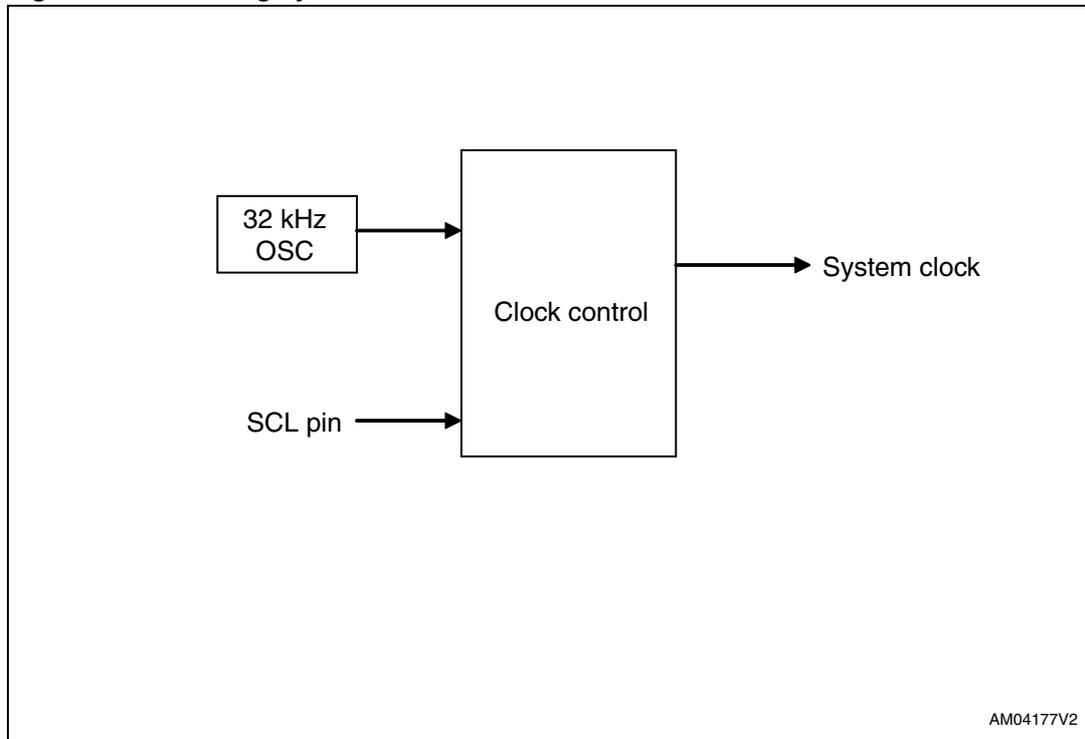 32 kHz
OSC
System clock
Clock control
SCL pin
AM04177V2